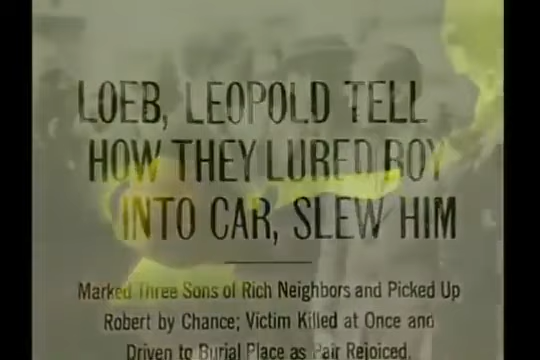 LOEB, LEOPOLD TELL
HOW THEY LURED BOY
INTO CAR, SLEW HIM
Marked Three Sons of Rich Neighbors and Picked Up
Robert by Chance; Victim Killed at Once and
Driven to Burial Place as Pair Rejoiced.